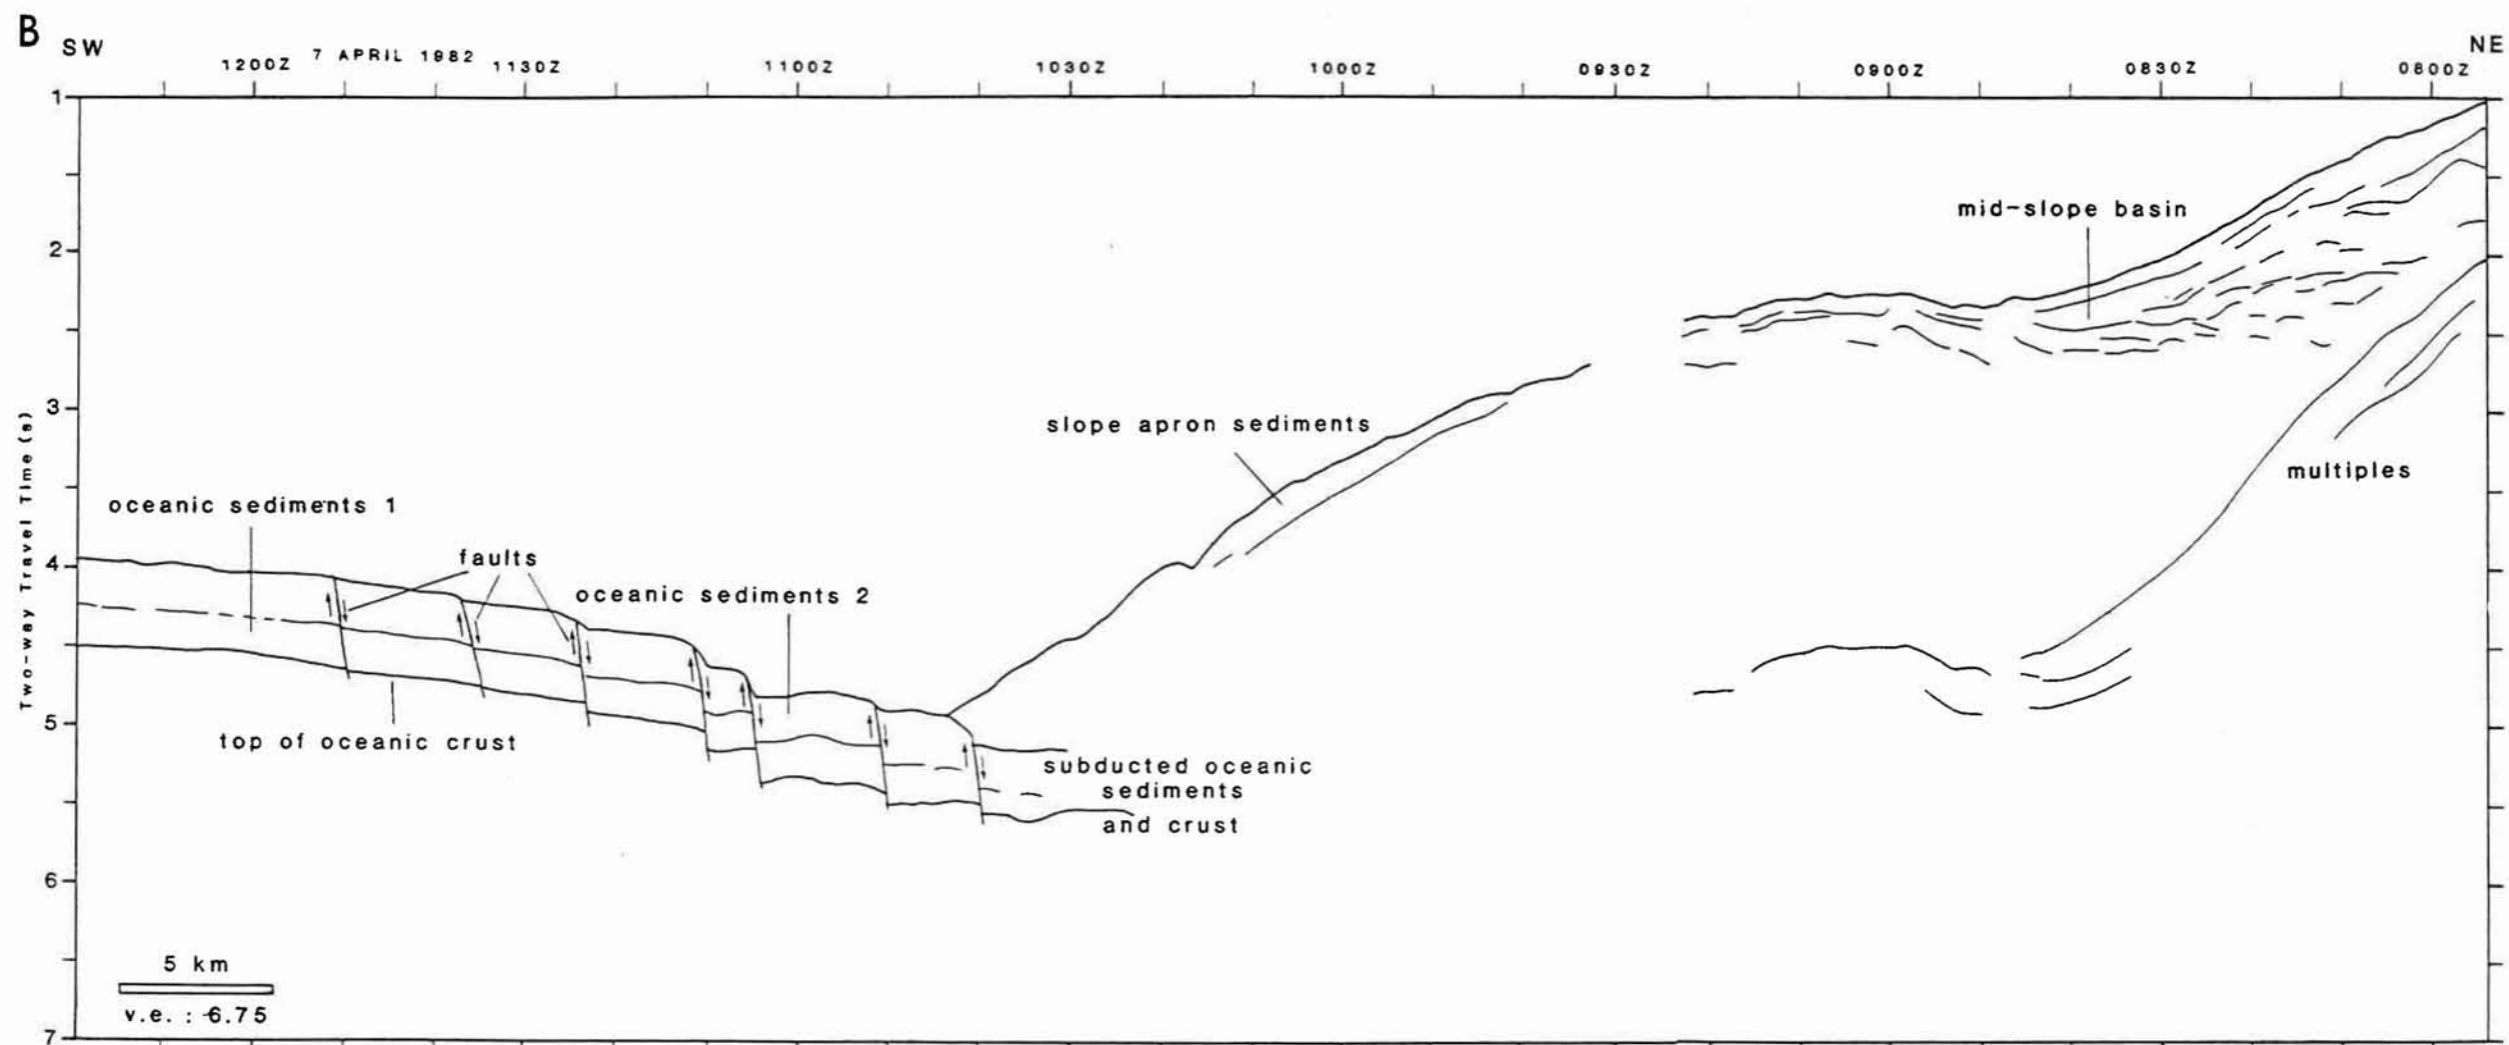 B
SW
NE
7 APRIL 1982
1200Z
1130Z
1100Z
1030Z
1000Z
0930Z
0900Z
0830Z
0800Z
1
2
3
4
5
6
7
Two-way Travel Time (s)
mid-slope basin
slope apron sediments
multiples
oceanic sediments 1
faults
oceanic sediments 2
top of oceanic crust
subducted oceanic
sediments
and crust
5 km
v.e. : 6.75